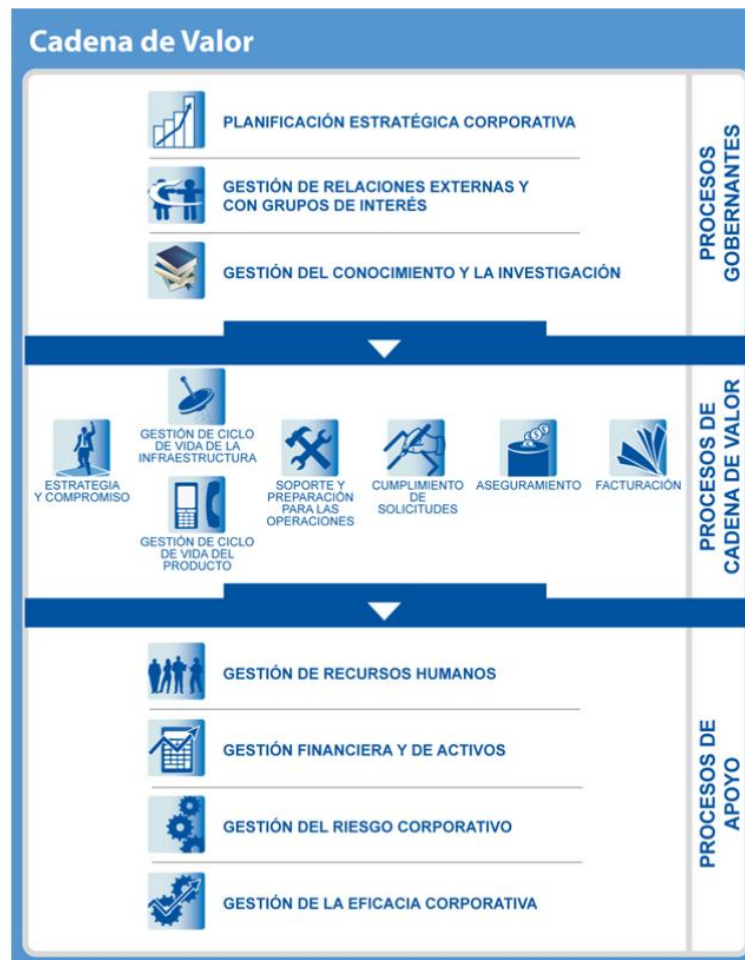 Cadena de Valor
PLANIFICACIÓN ESTRATÉGICA CORPORATIVA
GESTIÓN DE RELACIONES EXTERNAS Y
CON GRUPOS DE INTERÉS
GESTIÓN DEL CONOCIMIENTO Y LA INVESTIGACIÓN
PROCESOS
GOBERNANTES
ESTRATEGIA
Y COMPROMISO
GESTIÓN DE CICLO
DE VIDA DE LA
INFRAESTRUCTURA
GESTIÓN DE CICLO
DE VIDA DEL
PRODUCTO
SOPORTE Y
PREPARACIÓN
PARA LAS
OPERACIONES
CUMPLIMIENTO
DE
SOLICITUDES
ASEGURAMIENTO
FACTURACIÓN
PROCESOS DE
CADENA DE VALOR
GESTIÓN DE RECURSOS HUMANOS
GESTIÓN FINANCIERA Y DE ACTIVOS
GESTIÓN DEL RIESGO CORPORATIVO
GESTIÓN DE LA EFICACIA CORPORATIVA
PROCESOS DE
APOYO